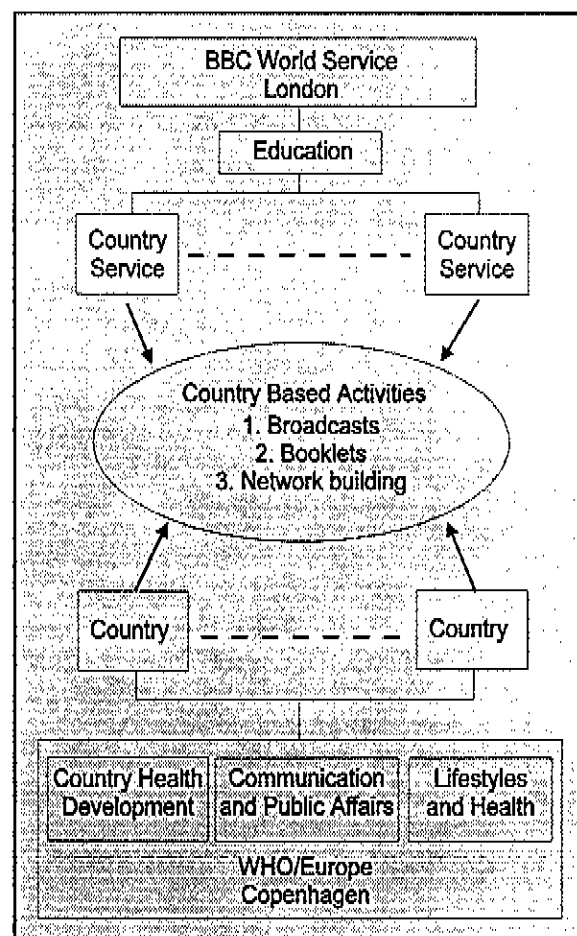 BBC World Service
London
Education
Country
Service
Country
Service
Country Based Activities
1. Broadcasts
2. Booklets
3. Network building
Country
Country
Country Health
Development
Communication
and Public Affairs
Lifestyles
and Health
WHO/Europe
Copenhagen